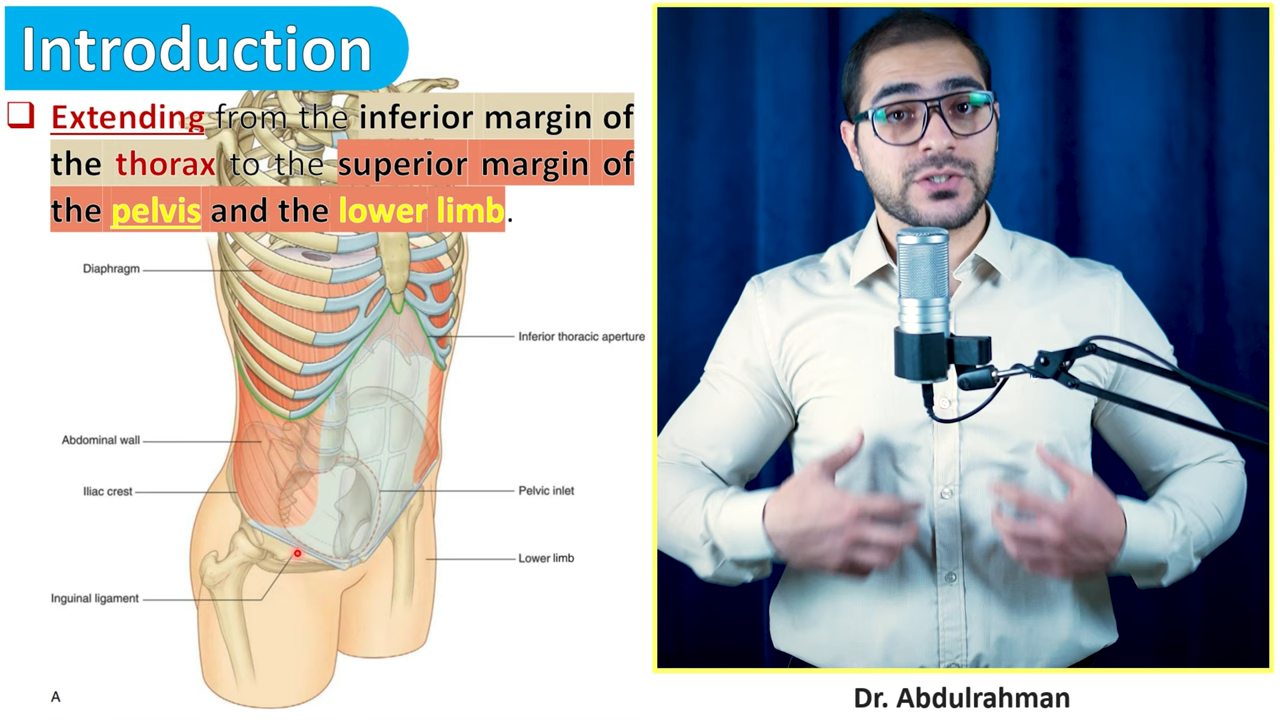 Introduction
Extending from the inferior margin of
the thorax to the superior margin of
the pelvis and the lower limb.
Diaphragm
Inferior thoracic aperture
Abdominal wall
Iliac crest
Pelvic inlet
Lower limb
Inguinal ligament
A
Dr. Abdulrahman